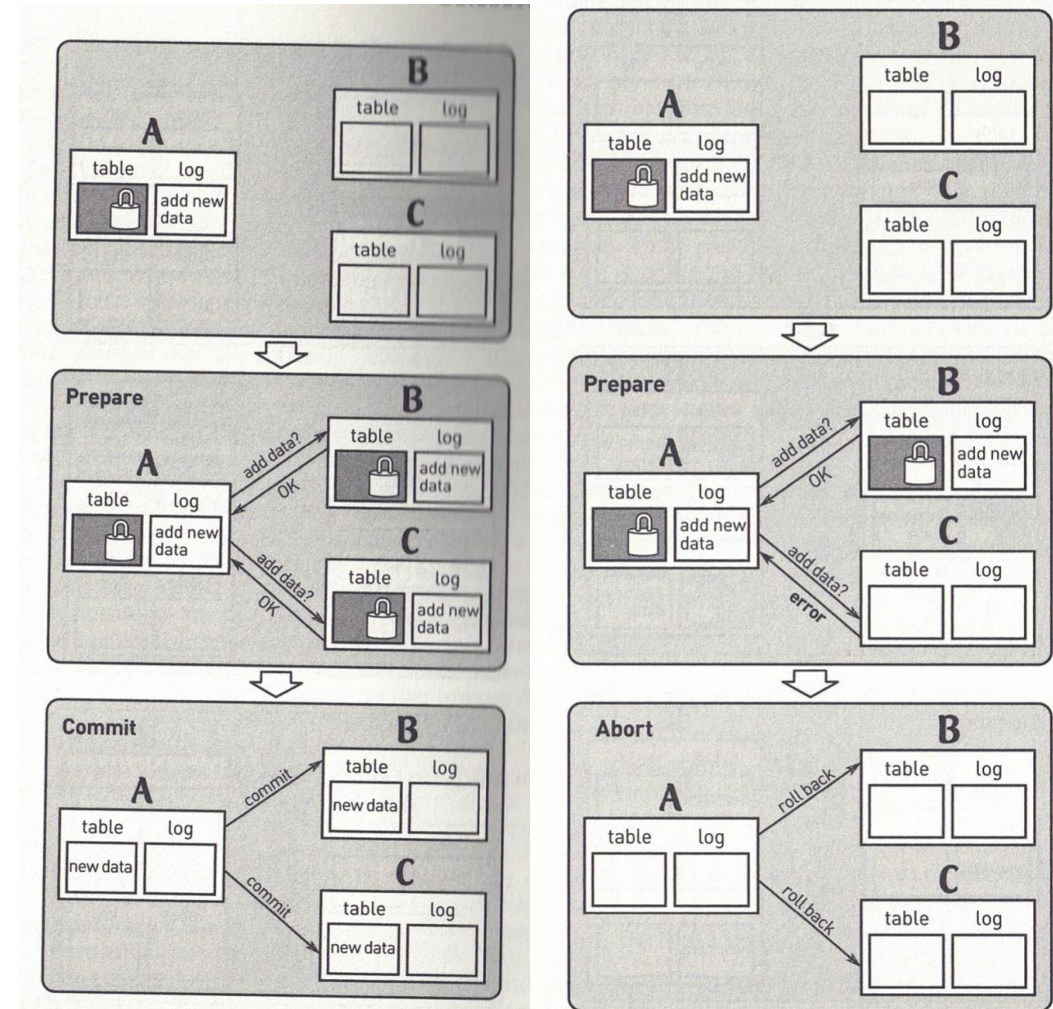 B
table log
A
table log
add new
data
C
table log
Prepare
B
table log
add data?
OK
add new
data
A
table log
add new
data
C
add data?
OK
table log
add new
data
Commit
B
table log
commit
new data
A
table log
new data
C
commit
table log
new data
B
table log
A
table log
add new
data
C
table log
Prepare
B
table log
add data?
OK
add new
data
A
table log
add new
data
C
add data?
error
table log
Abort
B
table log
roll back
A
table log
C
roll back
table log